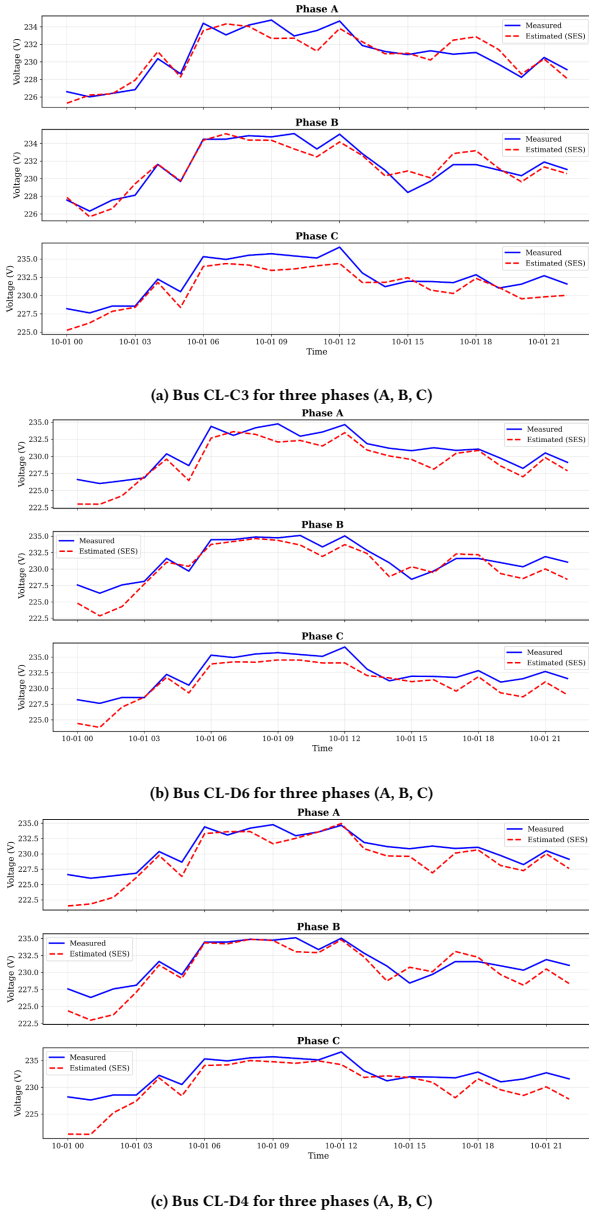 Phase A
Voltage (V)
234
232
230
228
226
Measured
Estimated (SES)
Phase B
Voltage (V)
234
232
230
228
226
Measured
Estimated (SES)
Phase C
Voltage (V)
235.0
232.5
230.0
227.5
225.0
Measured
Estimated (SES)
10-01 00 10-01 03 10-01 06 10-01 09 10-01 12 10-01 15 10-01 18 10-01 21
Time
(a) Bus CL-C3 for three phases (A, B, C)
Phase A
Voltage (V)
235.0
232.5
230.0
227.5
225.0
222.5
Measured
Estimated (SES)
Phase B
Voltage (V)
235.0
232.5
230.0
227.5
225.0
222.5
Measured
Estimated (SES)
Phase C
Voltage (V)
235.0
232.5
230.0
227.5
225.0
Measured
Estimated (SES)
10-01 00 10-01 03 10-01 06 10-01 09 10-01 12 10-01 15 10-01 18 10-01 21
Time
(b) Bus CL-D6 for three phases (A, B, C)
Phase A
Voltage (V)
235.0
232.5
230.0
227.5
225.0
222.5
Measured
Estimated (SES)
Phase B
Voltage (V)
235.0
232.5
230.0
227.5
225.0
222.5
Measured
Estimated (SES)
Phase C
Voltage (V)
235
230
225
Measured
Estimated (SES)
10-01 00 10-01 03 10-01 06 10-01 09 10-01 12 10-01 15 10-01 18 10-01 21
Time
(c) Bus CL-D4 for three phases (A, B, C)